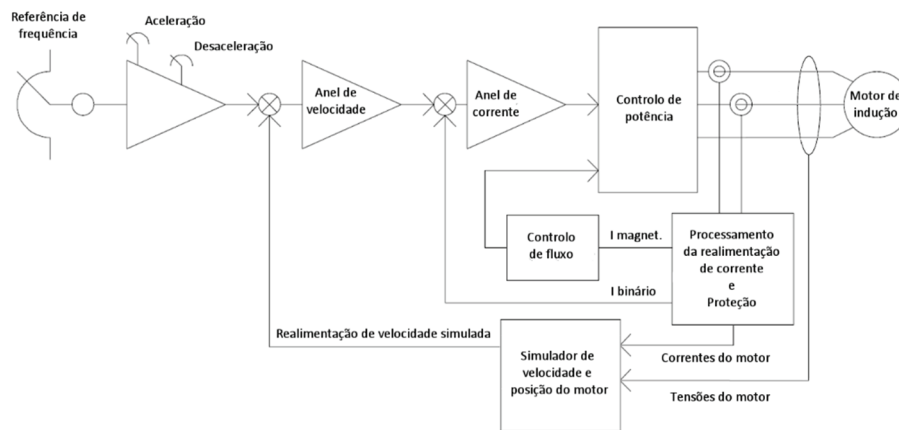 Referência de
frequência
Aceleração
Desaceleração
Anel de
velocidade
Anel de
corrente
Controlo de
potência
Motor de
indução
Controlo
de fluxo
I magnet.
I binário
Processamento
da realimentação
de corrente
e
Proteção
Realimentação de velocidade simulada
Simulador de
velocidade e
posição do motor
Correntes do motor
Tensões do motor